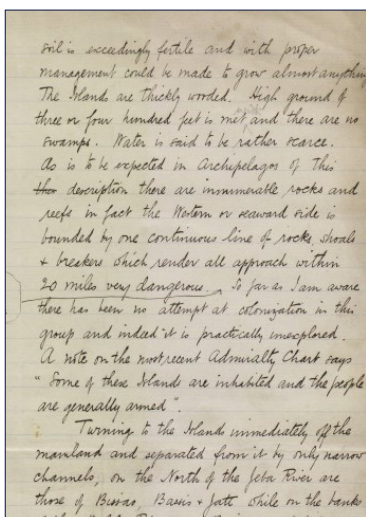 soil is exceedingly fertile and with proper
management could be made to grow almost anything
The Islands are thickly wooded. High ground of
three or four hundred feet is met and there are no
swamps. Water is said to be rather scarce.
As is to be expected in Archipelagos of This
this description there are innumerable rocks and
reefs in fact the Western or seaward side is
bounded by one continuous line of rocks, shoals
& breakers which render all approach within
20 miles very dangerous. So far as I am aware
there has been no attempt at colonization in this
group and indeed it is practically unexplored.
A note on the most recent Admiralty Chart says
"Some of these Islands are inhabited and the people
are generally armed".
Turning to the Islands immediately off the
mainland and separated from it by only narrow
channels, on the North of the Jeba River are
those of Bissao, Bassis & Jatt while on the banks